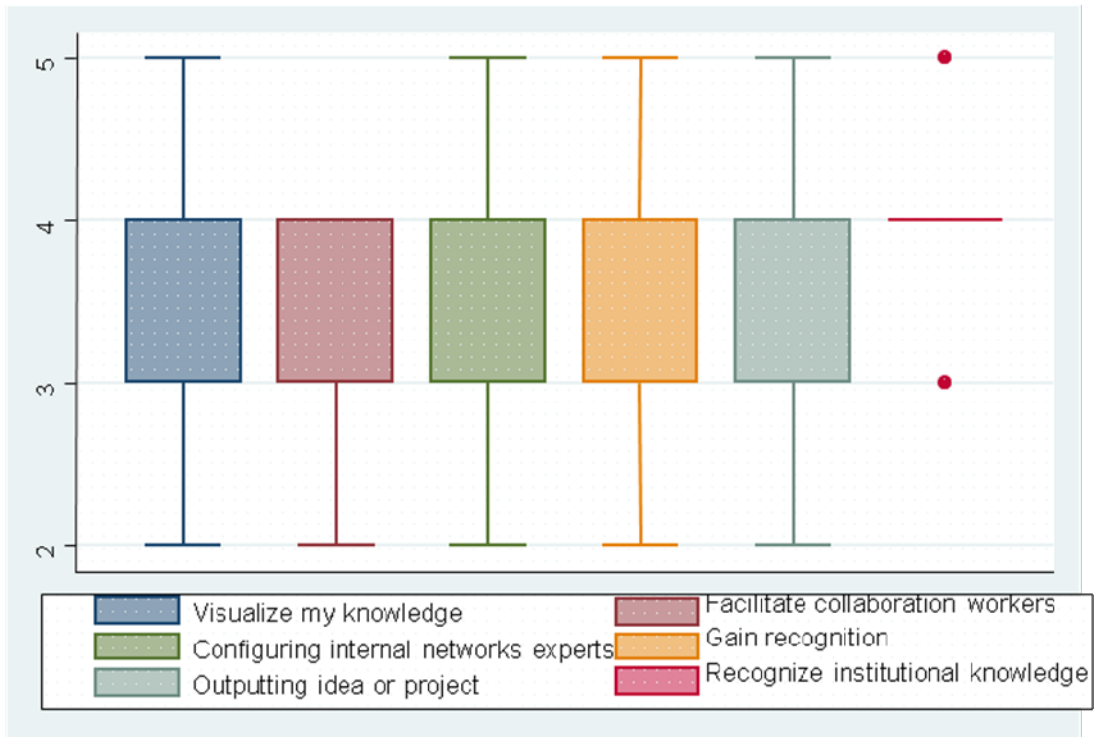 5
4
3
2
Visualize my knowledge
Facilitate collaboration workers
Configuring internal networks experts
Gain recognition
Outputting idea or project
Recognize institutional knowledge